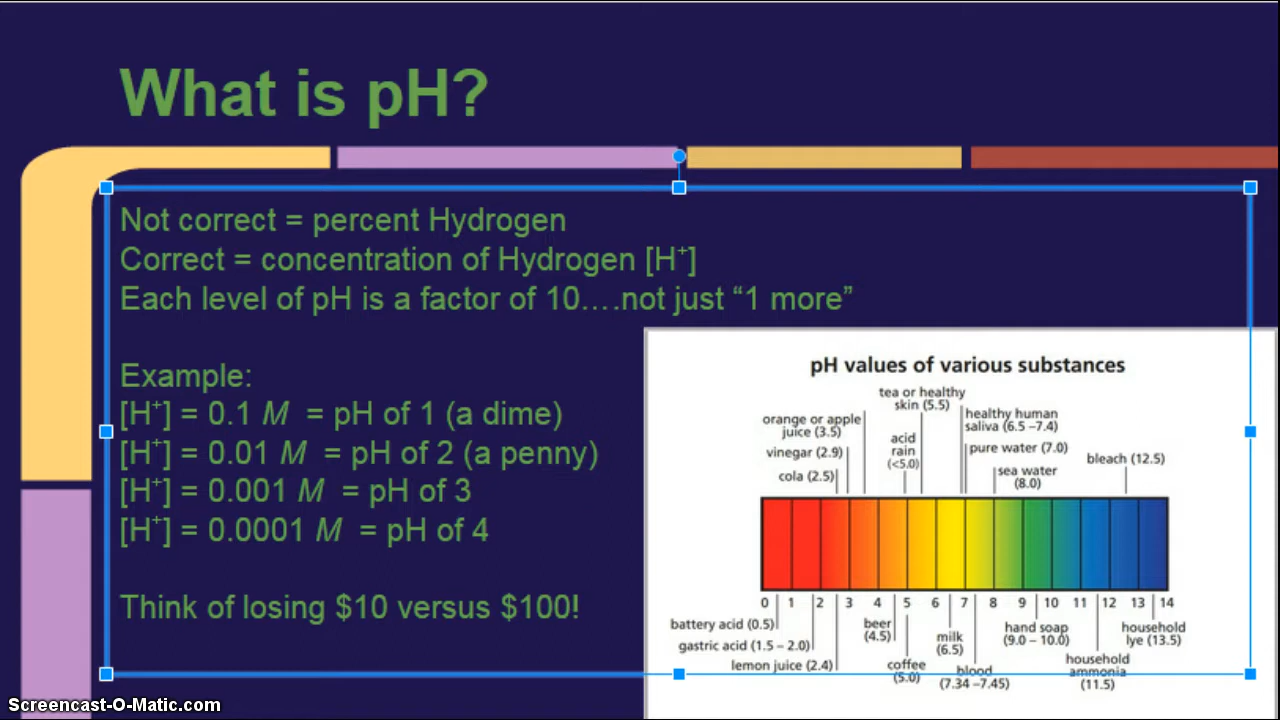 What is pH?
Not correct = percent Hydrogen
Correct = concentration of Hydrogen [H⁺]
Each level of pH is a factor of 10….not just “1 more”
Example:
[H⁺] = 0.1 M = pH of 1 (a dime)
[H⁺] = 0.01 M = pH of 2 (a penny)
[H⁺] = 0.001 M = pH of 3
[H⁺] = 0.0001 M = pH of 4
Think of losing $10 versus $100!
pH values of various substances
tea or healthy
skin (5.5)
orange or apple
juice (3.5)
healthy human
saliva (6.5 –7.4)
acid
rain
(<5.0)
vinegar (2.9)
pure water (7.0)
cola (2.5)
sea water
(8.0)
bleach (12.5)
0 1 2 3 4 5 6 7 8 9 10 11 12 13 14
battery acid (0.5)
gastric acid (1.5 – 2.0)
lemon juice (2.4)
beer
(4.5)
coffee
(5.0)
milk
(6.5)
blood
(7.34 –7.45)
hand soap
(9.0 – 10.0)
household
ammonia
(11.5)
household
lye (13.5)
Screencast-O-Matic.com